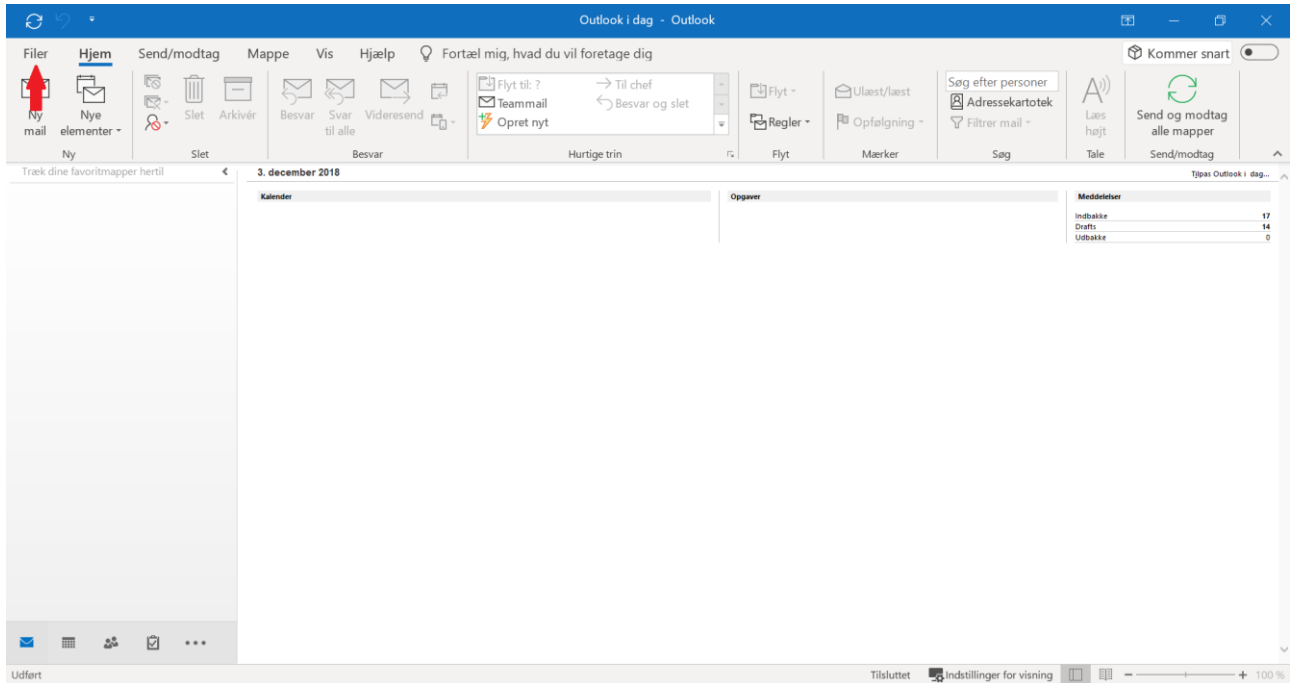 Outlook i dag - Outlook
Filer Hjem Send/modtag Mappe Vis Hjælp Fortæl mig, hvad du vil foretage dig Kommer snart
Ny mail
Nye elementer
Ny
Slet Arkivér
Slet
Besvar
Svar til alle
Videresend
Besvar
Flyt til: ? Til chef
Teammail Besvar og slet
Opret nyt
Hurtige trin
Flyt
Regler
Flyt
Ulæst/læst
Opfølgning
Mærker
Søg efter personer
Adressekartotek
Filtrer mail
Søg
Læs højt
Tale
Send og modtag alle mapper
Send/modtag
Træk dine favoritmapper hertil
3. december 2018
Tilpas Outlook i dag...
Kalender
Opgaver
Meddelelser
Indbakke 17
Drafts 14
Udbakke 0
Udført
Tilsluttet Indstillinger for visning 100 %